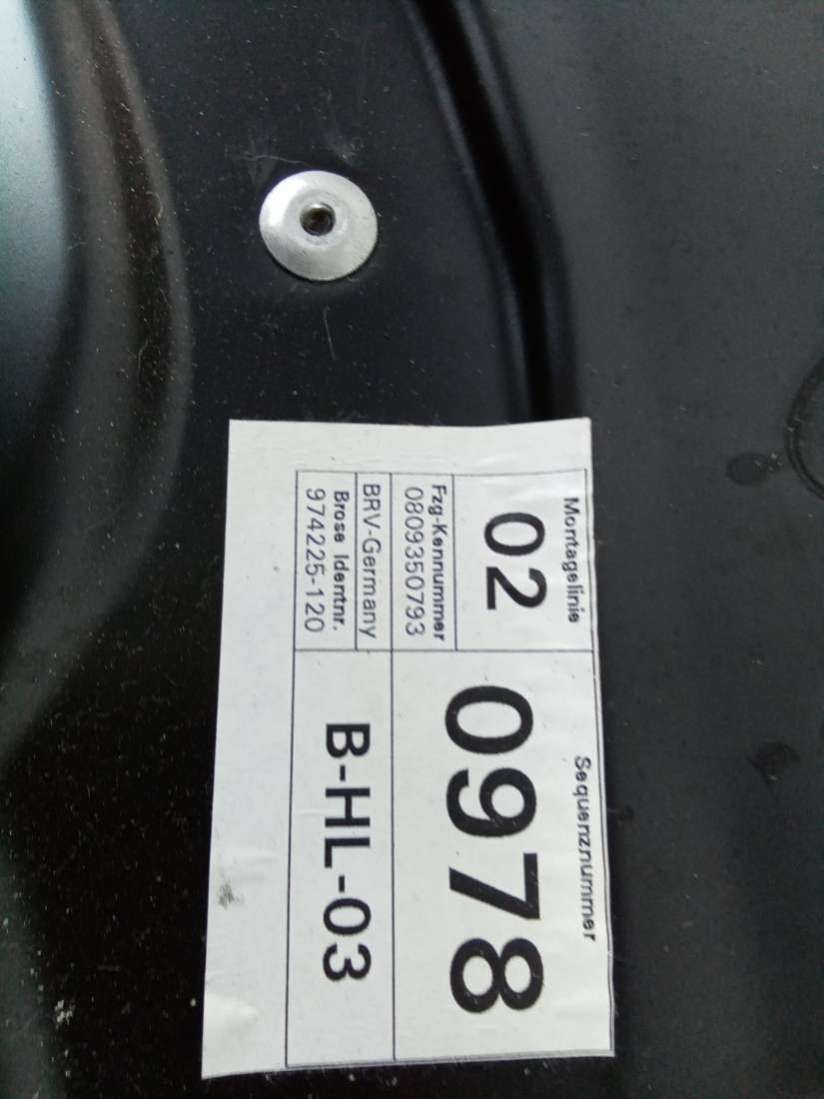 Montagelinie
02
Sequenznummer
0978
Fzg-Kennummer
0809350793
BRV-Germany
Brose Identnr.
974225-120
B-HL-03